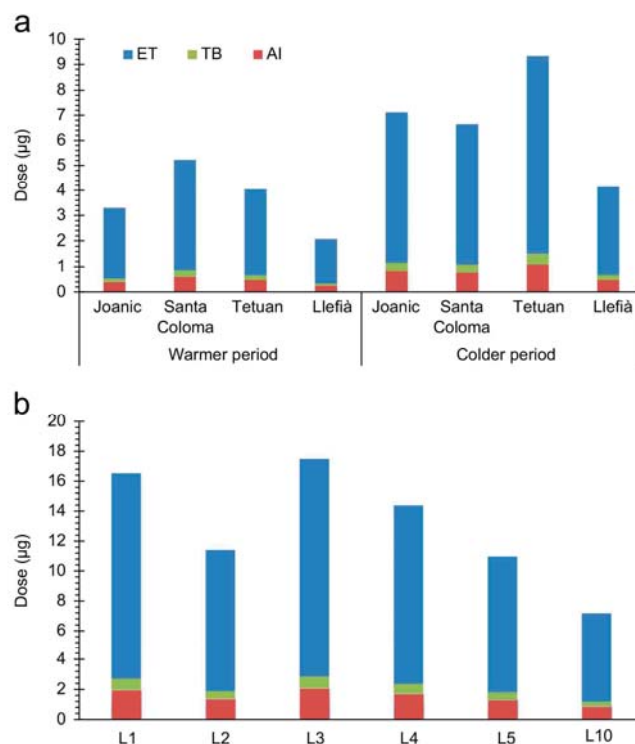 a
10
9
8
7
6
5
4
3
2
1
0
Dose (µg)
ET TB AI
Joanic Santa Coloma Tetuan Llefià Joanic Santa Coloma Tetuan Llefià
Warmer period Colder period
b
20
18
16
14
12
10
8
6
4
2
0
Dose (µg)
L1 L2 L3 L4 L5 L10